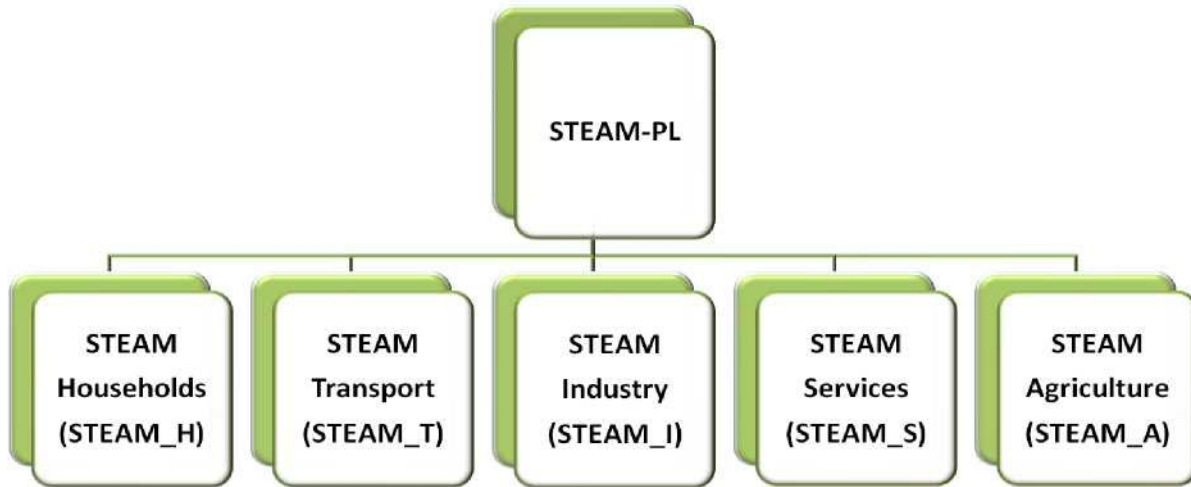 STEAM-PL
STEAM
Households
(STEAM_H)
STEAM
Transport
(STEAM_T)
STEAM
Industry
(STEAM_I)
STEAM
Services
(STEAM_S)
STEAM
Agriculture
(STEAM_A)